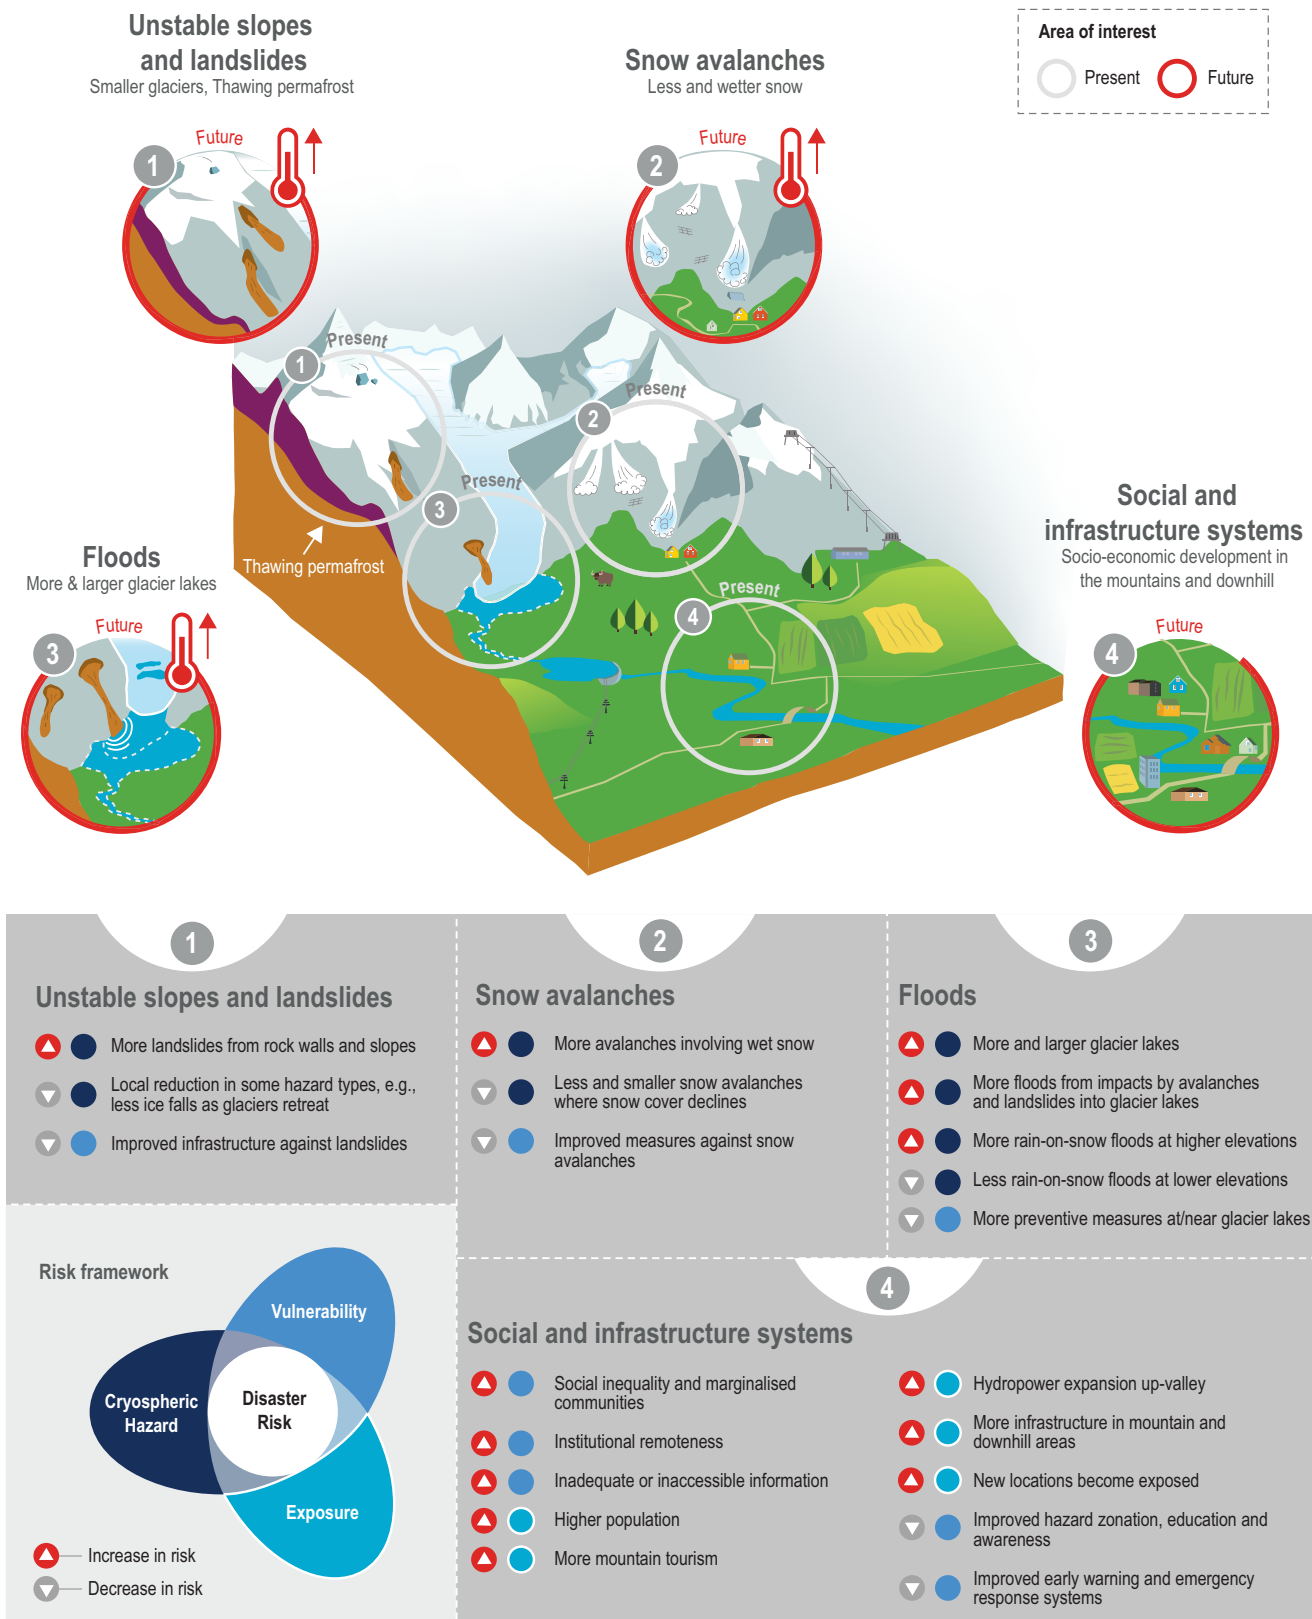 Unstable slopes
and landslides
Smaller glaciers, Thawing permafrost
Snow avalanches
Less and wetter snow
Area of interest
Present
Future
Future
1
Future
2
Present
1
Present
2
Present
3
Thawing permafrost
Present
4
Floods
More & larger glacier lakes
Future
3
Social and
infrastructure systems
Socio-economic development in
the mountains and downhill
Future
4
1
Unstable slopes and landslides
More landslides from rock walls and slopes
Local reduction in some hazard types, e.g.,
less ice falls as glaciers retreat
Improved infrastructure against landslides
2
Snow avalanches
More avalanches involving wet snow
Less and smaller snow avalanches
where snow cover declines
Improved measures against snow
avalanches
3
Floods
More and larger glacier lakes
More floods from impacts by avalanches
and landslides into glacier lakes
More rain-on-snow floods at higher elevations
Less rain-on-snow floods at lower elevations
More preventive measures at/near glacier lakes
Risk framework
Vulnerability
Cryospheric
Hazard
Disaster
Risk
Exposure
Increase in risk
Decrease in risk
4
Social and infrastructure systems
Social inequality and marginalised
communities
Institutional remoteness
Inadequate or inaccessible information
Higher population
More mountain tourism
Hydropower expansion up-valley
More infrastructure in mountain and
downhill areas
New locations become exposed
Improved hazard zonation, education and
awareness
Improved early warning and emergency
response systems